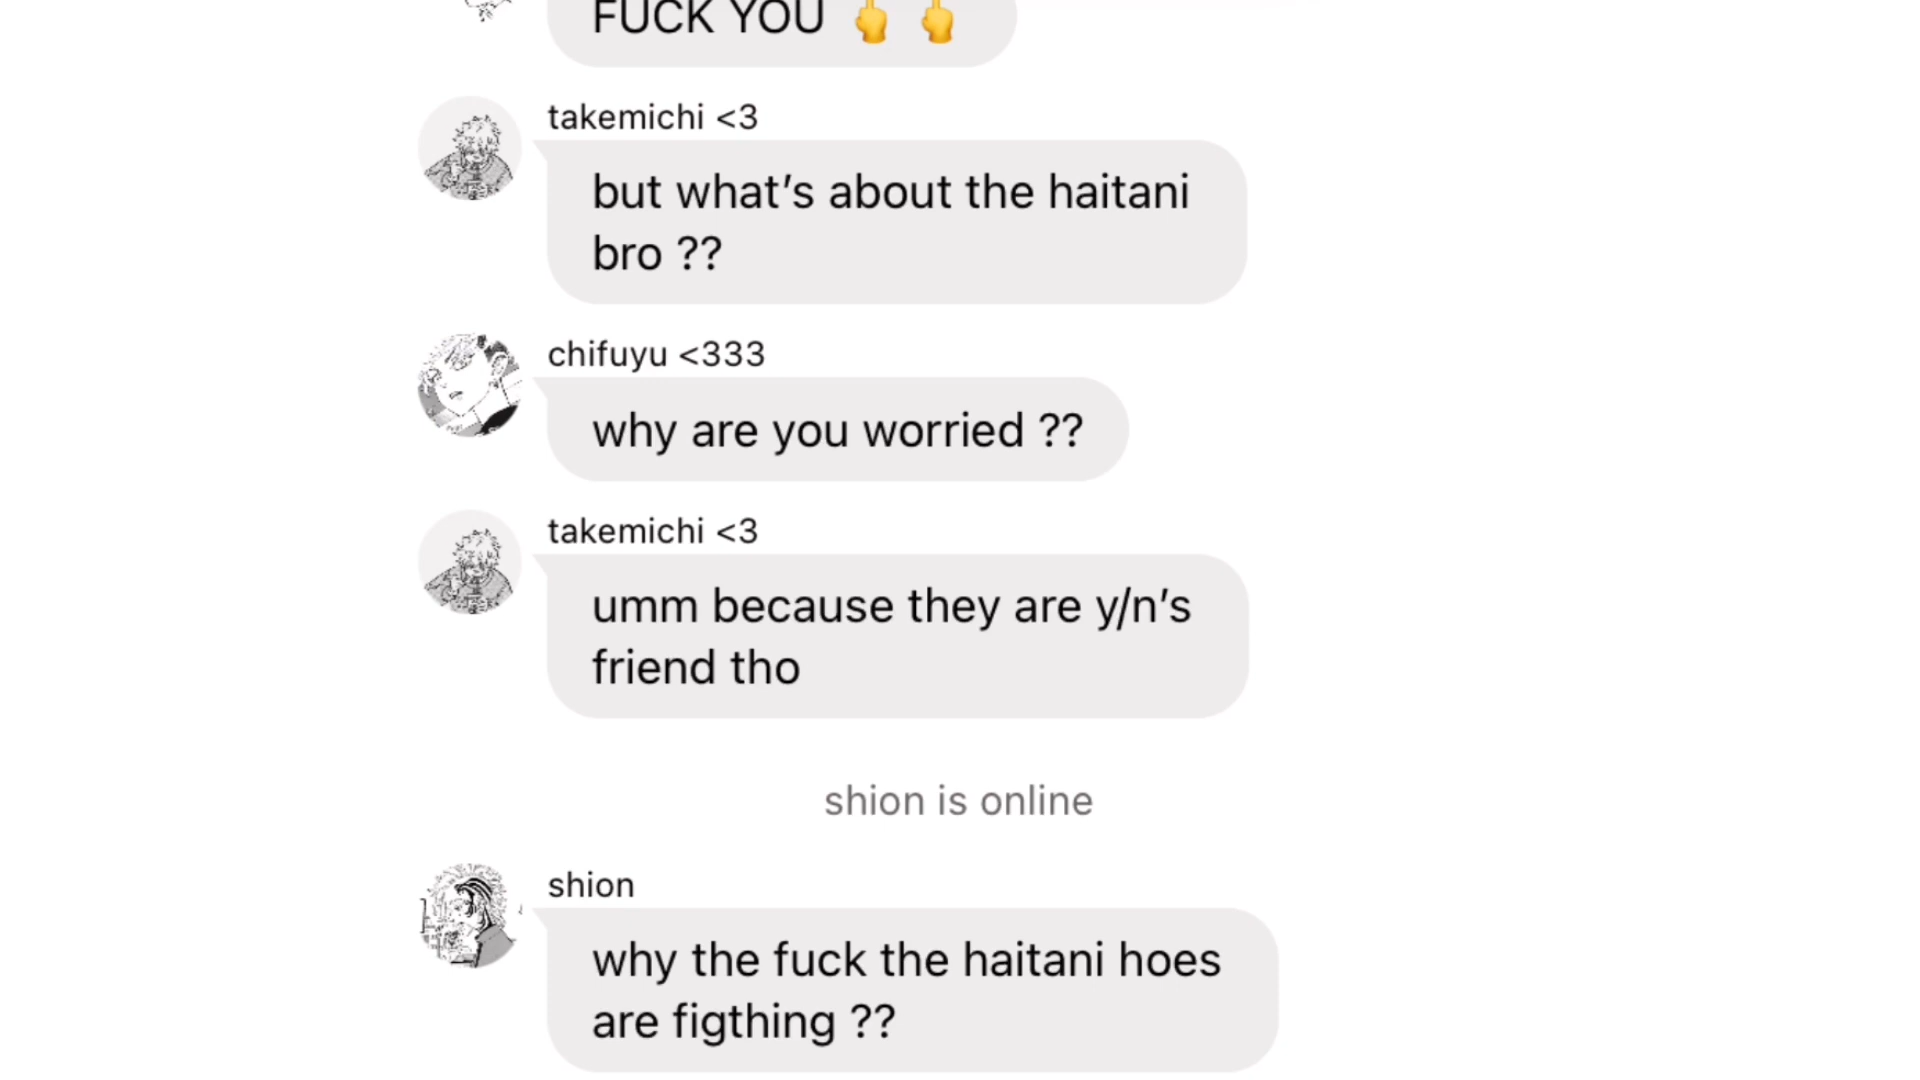 FUCK YOU 🖕 🖕
takemichi <3
but what's about the haitani
bro ??
chifuyu <333
why are you worried ??
takemichi <3
umm because they are y/n's
friend tho
shion is online
shion
why the fuck the haitani hoes
are figthing ??